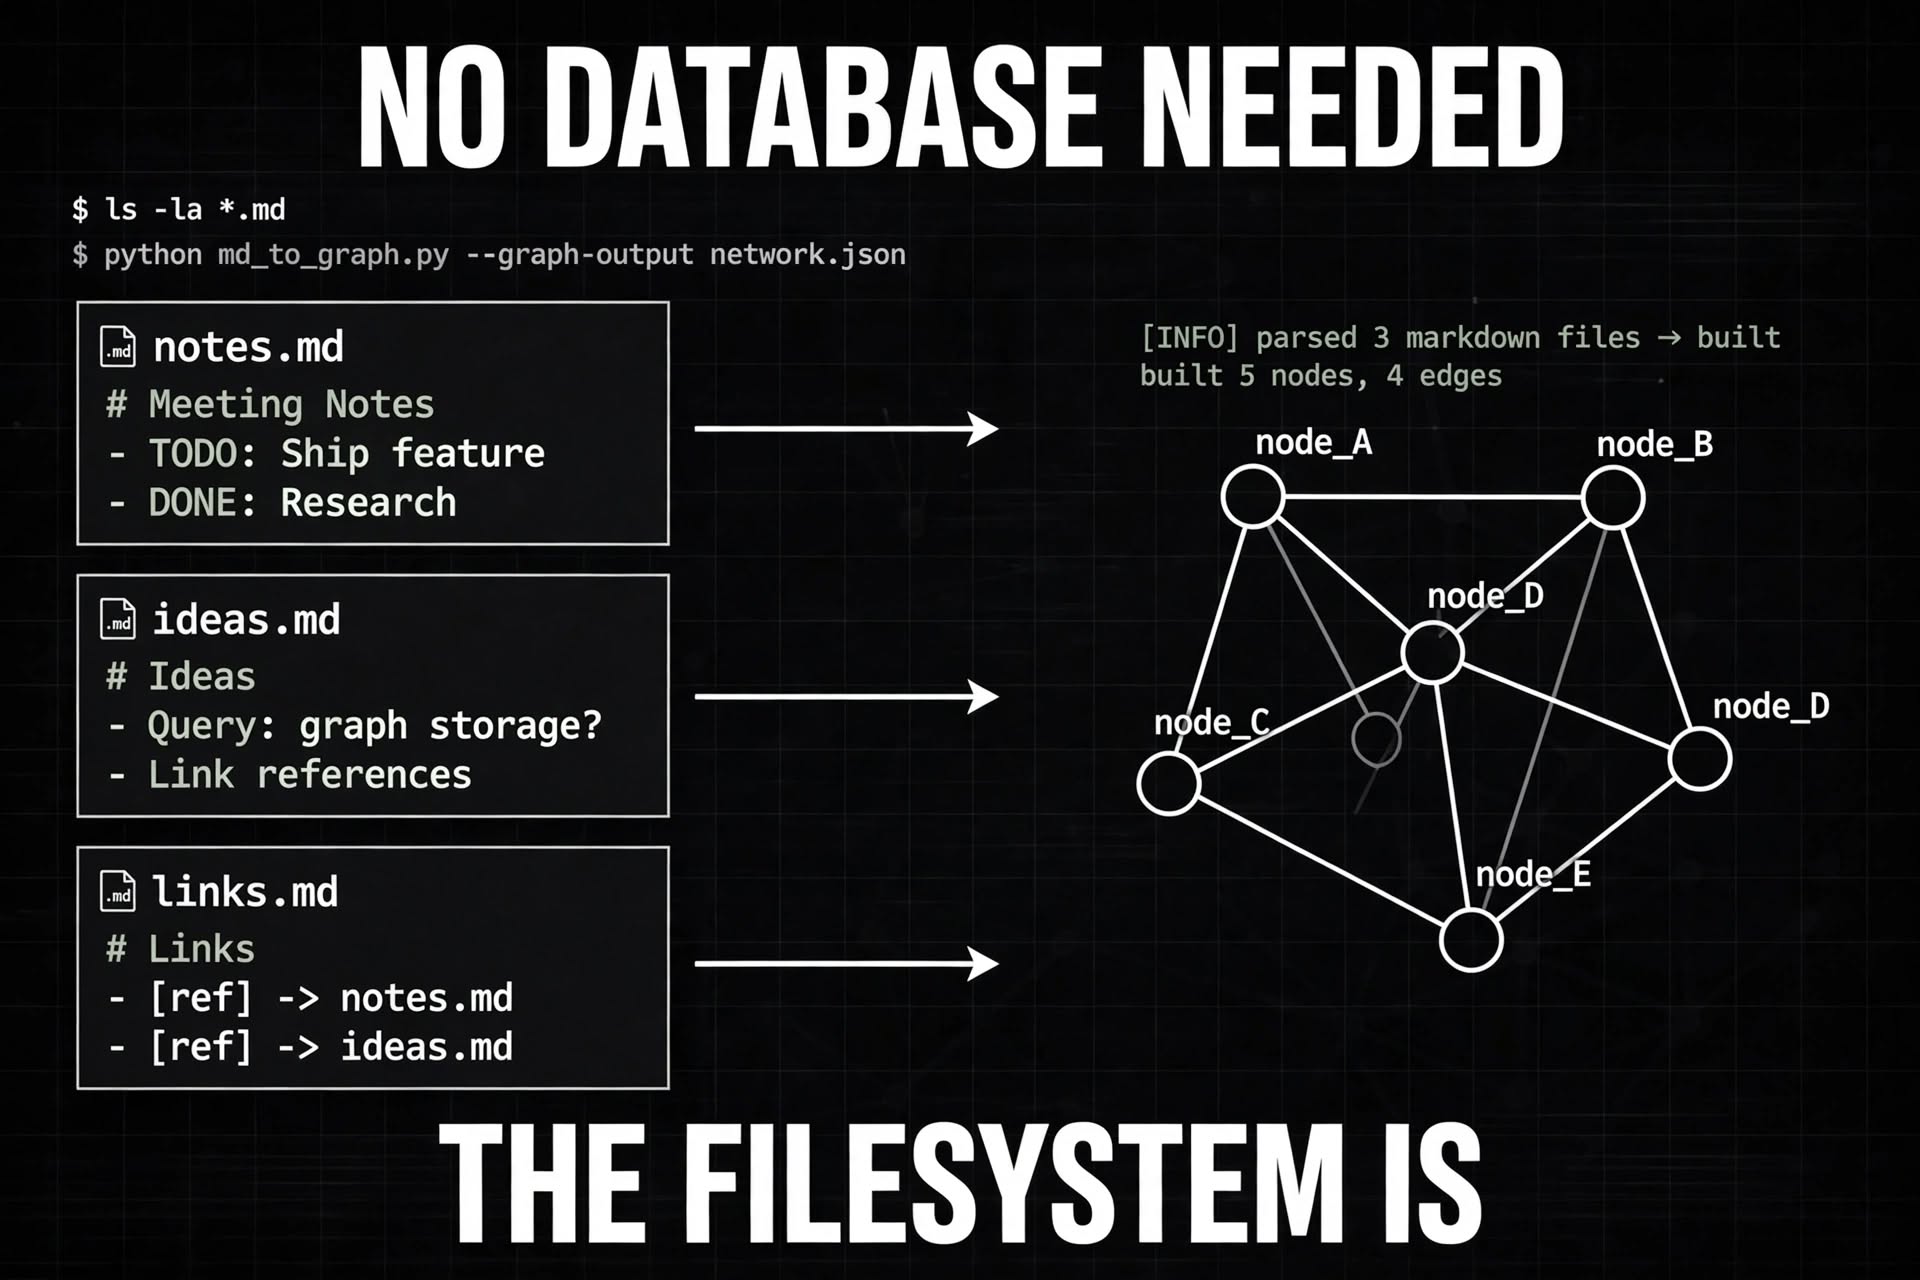 NO DATABASE NEEDED
$ ls -la *.md
$ python md_to_graph.py --graph-output network.json
.md notes.md
# Meeting Notes
- TODO: Ship feature
- DONE: Research
.md ideas.md
# Ideas
- Query: graph storage?
- Link references
.md links.md
# Links
- [ref] -> notes.md
- [ref] -> ideas.md
[INFO] parsed 3 markdown files → built
built 5 nodes, 4 edges
node_A
node_B
node_D
node_C
node_D
node_E
THE FILESYSTEM IS